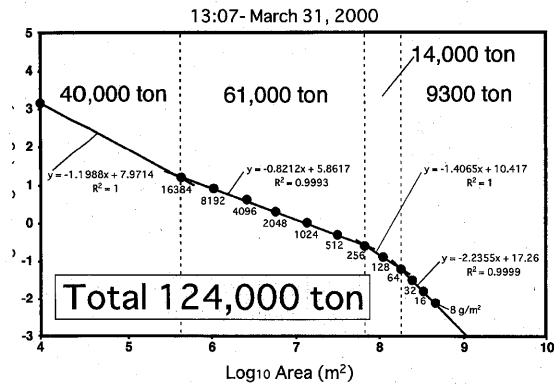 13:07- March 31, 2000
5
14,000 ton
40,000 ton
61,000 ton
9300 ton
3
2
y = -1.1988x + 7.9714
R² = 1
y = -0.8212x + 5.8617
R² = 0.9993
y = -1.4065x + 10.417
R² = 1
1
16384
8192
4096
2048
0
1024
512
256
128
64
32
16
8 g/m²
y = -2.2355x + 17.26
R² = 0.9999
-1
-2
-3
Total 124,000 ton
4
5
6
7
8
9
10
Log10 Area (m²)